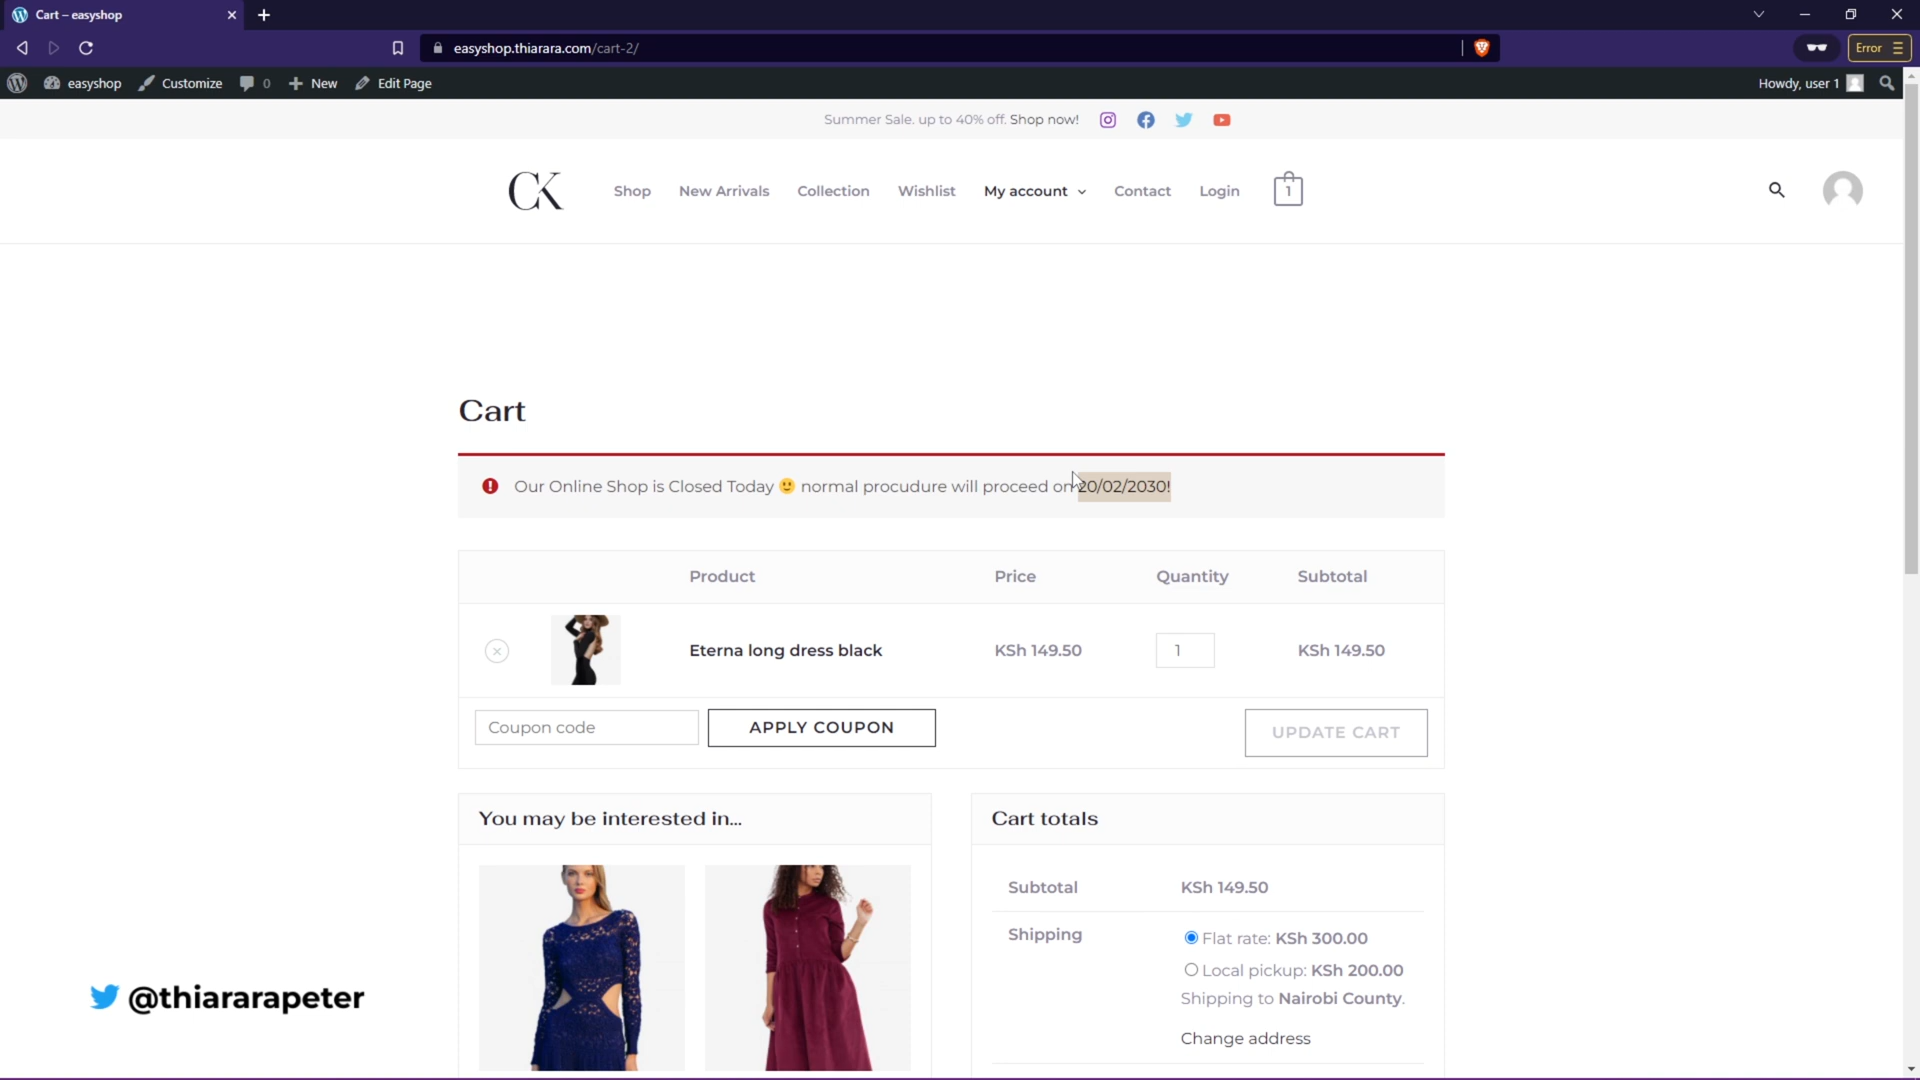 Cart – easyshop
easyshop.thiarara.com/cart-2/
Error
easyshop
Customize
0
New
Edit Page
Howdy, user 1
Summer Sale. up to 40% off. Shop now!
CK
Shop
New Arrivals
Collection
Wishlist
My account
Contact
Login
1
Cart
Our Online Shop is Closed Today 🙂 normal procudure will proceed on 20/02/2030!
Product
Price
Quantity
Subtotal
Eterna long dress black
KSh 149.50
1
KSh 149.50
Coupon code
APPLY COUPON
UPDATE CART
You may be interested in...
Cart totals
Subtotal
KSh 149.50
Shipping
Flat rate: KSh 300.00
Local pickup: KSh 200.00
Shipping to Nairobi County.
Change address
@thiararapeter